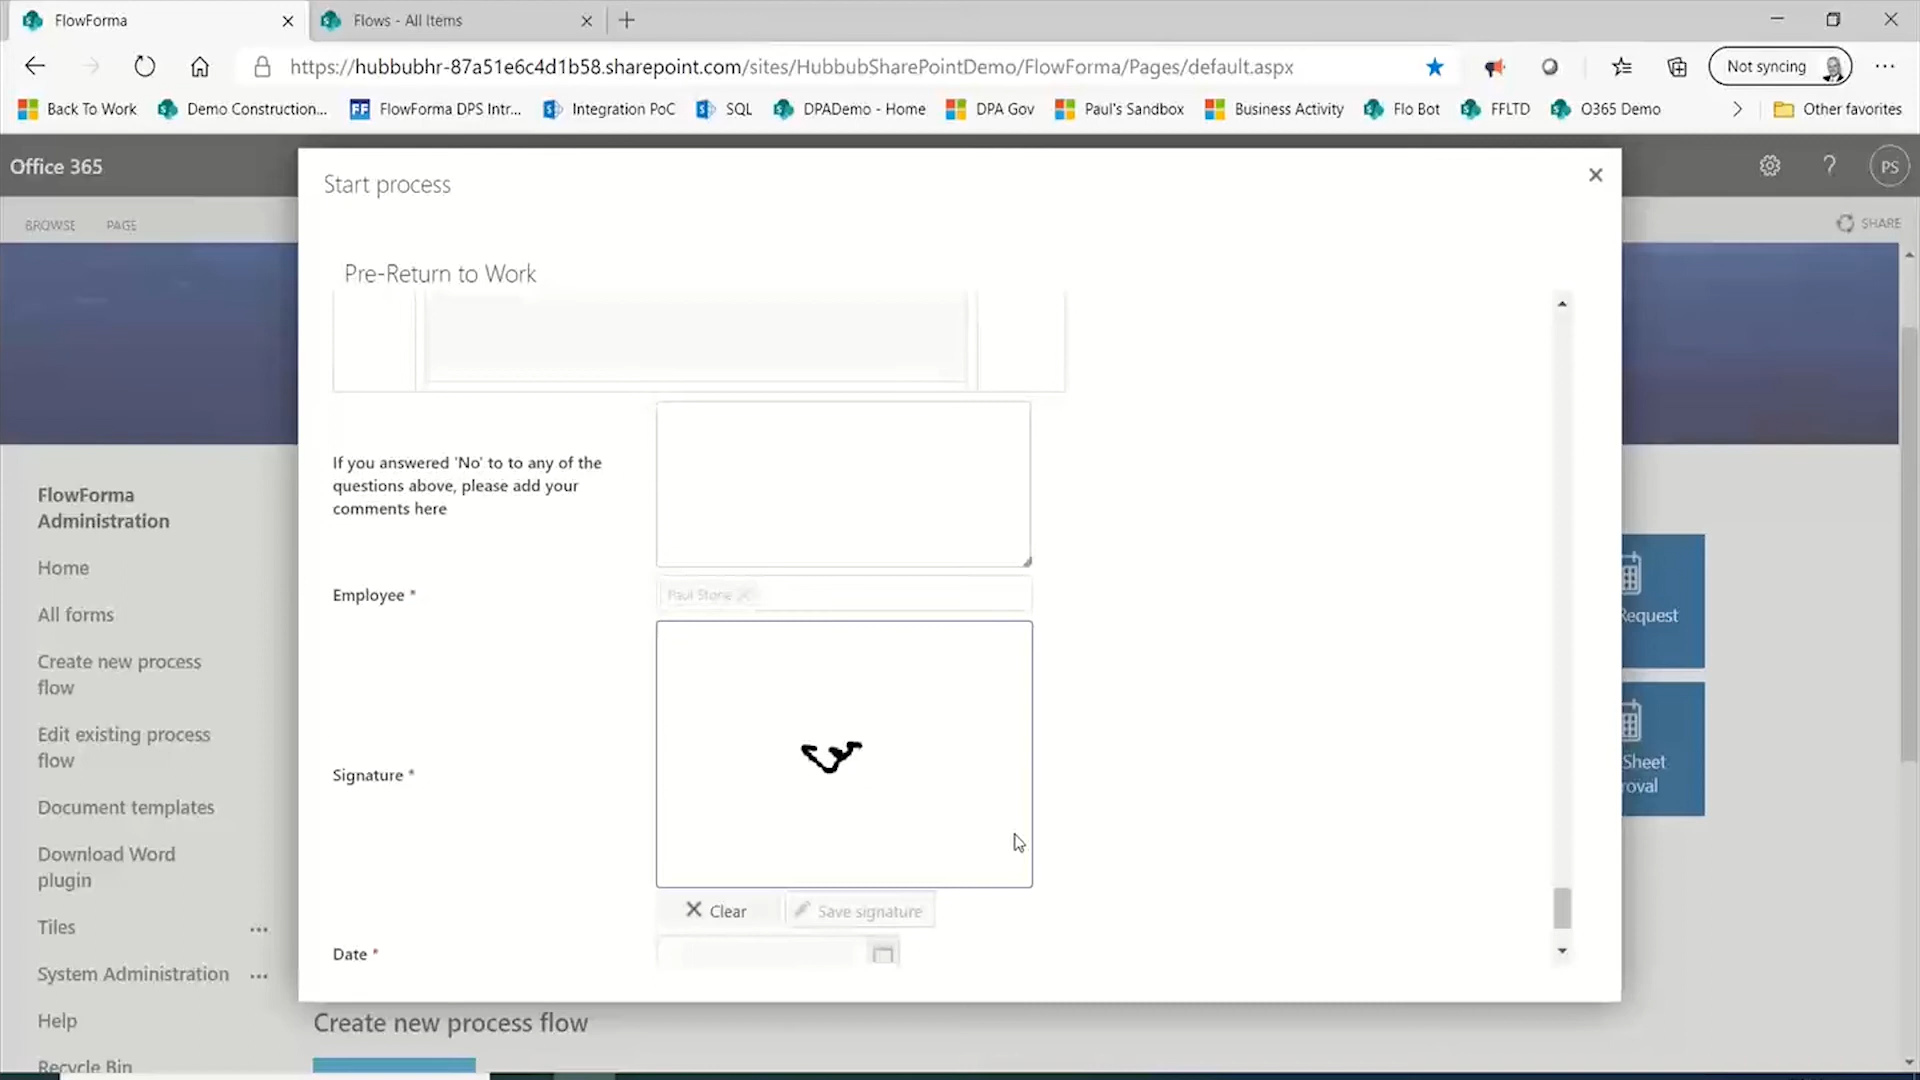 FlowForma
Flows - All Items
https://hubbubhr-87a51e6c4d1b58.sharepoint.com/sites/HubbubSharePointDemo/FlowForma/Pages/default.aspx
Not syncing
Back To Work
Demo Construction...
FF
FlowForma DPS Intr...
Integration PoC
SQL
DPADemo - Home
DPA Gov
Paul's Sandbox
Business Activity
Flo Bot
FFLTD
O365 Demo
Other favorites
Office 365
PS
BROWSE
PAGE
SHARE
Start process
Pre-Return to Work
If you answered 'No' to to any of the
questions above, please add your
comments here
Employee *
Paul Stone
Signature *
Clear
Save signature
Date *
FlowForma
Administration
Home
All forms
Create new process
flow
Edit existing process
flow
Document templates
Download Word
plugin
Tiles
System Administration
Help
Recycle Bin
Sheet
Create new process flow